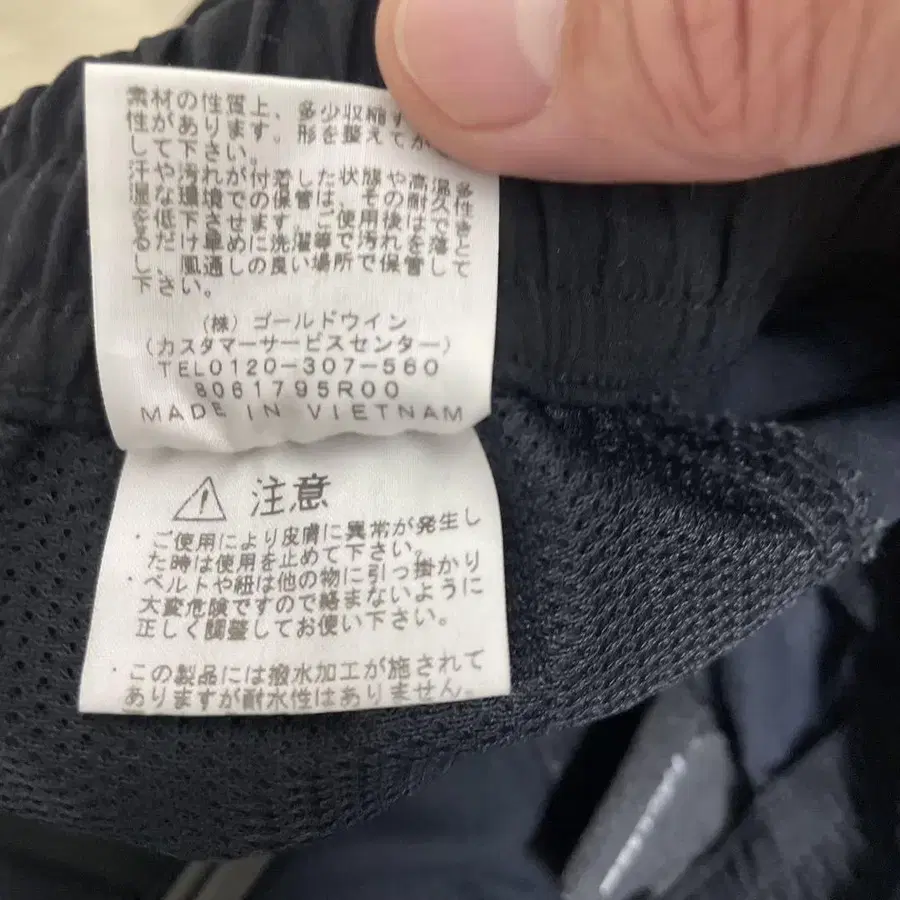 素材の性質上、多少収縮す
性があります。形を整えてか
して下さい。
汗や汚れが付着した状態や高温多
湿な環境での保管は、その耐久性
を低下させます。ご使用後はできる
だけ早めに洗濯等で汚れを落とし
、風通しの良い場所で保管して
下さい。
(株)ゴールドウイン
(カスタマーサービスセンター)
TEL0120-307-560
8061795R00
MADE IN VIETNAM
⚠ 注意
・ご使用により皮膚に異常が発生し
た時は使用を止めて下さい。
・ベルトや紐は他の物に引っ掛かり
大変危険ですので絡まないように
正しく調整してお使い下さい。
・この製品には撥水加工が施されて
ありますが耐水性はありません。